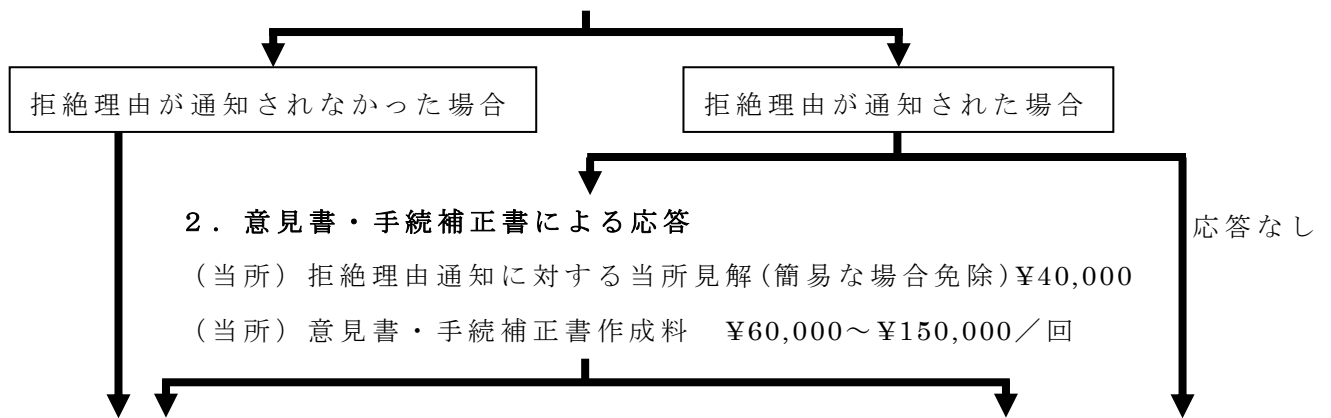 拒絶理由が通知されなかった場合
拒絶理由が通知された場合
２．意見書・手続補正書による応答
応答なし
（当所）拒絶理由通知に対する当所見解(簡易な場合免除)¥40,000
（当所）意見書・手続補正書作成料　¥60,000～¥150,000／回